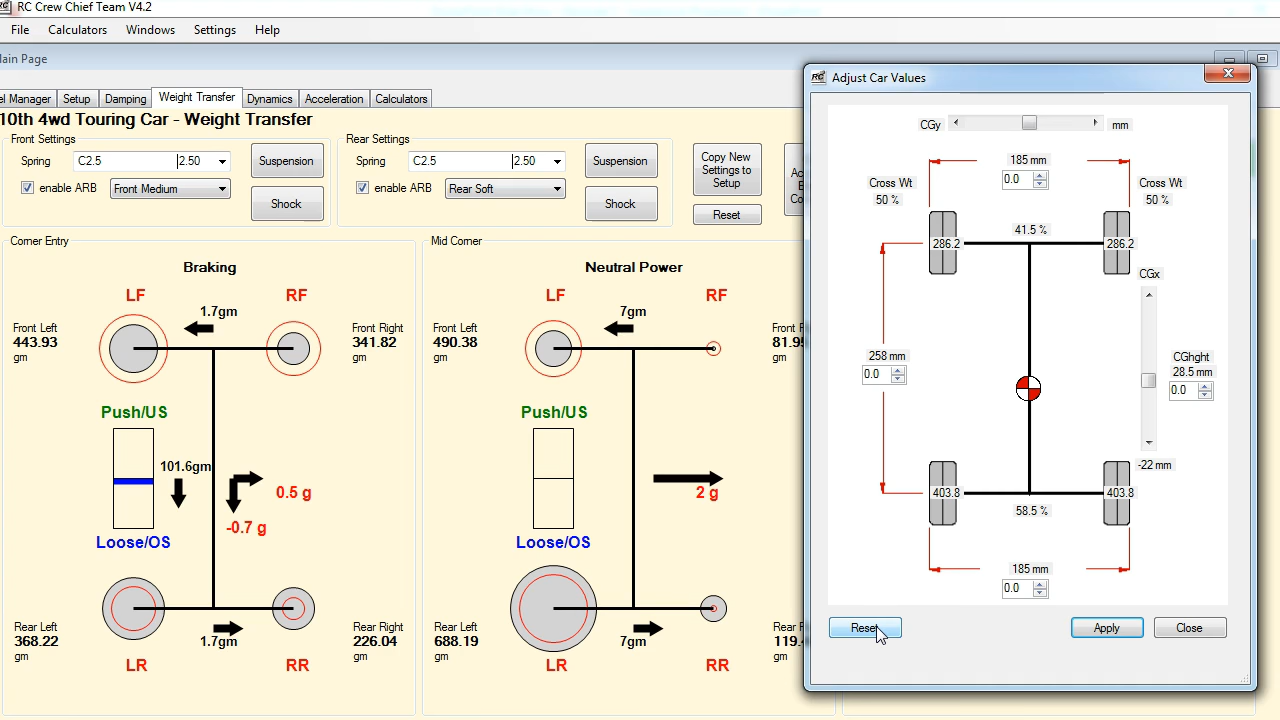 RC Crew Chief Team V4.2
File Calculators Windows Settings Help
ain Page
el Manager Setup Damping Weight Transfer Dynamics Acceleration Calculators
10th 4wd Touring Car - Weight Transfer
Front Settings
Spring C2.5 2.50 Suspension
enable ARB Front Medium Shock
Rear Settings
Spring C2.5 2.50 Suspension
enable ARB Rear Soft Shock
Copy New
Settings to
Setup
Reset
Corner Entry
Braking
LF RF
1.7gm
Front Left
443.93
gm
Front Right
341.82
gm
Push/US
101.6gm
0.5 g
-0.7 g
Loose/OS
Rear Left
368.22
gm
1.7gm
Rear Right
226.04
gm
LR RR
Mid Corner
Neutral Power
LF RF
7gm
Front Left
490.38
gm
Front R
81.9
gm
Push/US
2 g
Loose/OS
Rear Left
688.19
gm
7gm
Rear R
119.
gm
LR RR
RC Adjust Car Values
CGy mm
185 mm
0.0
Cross Wt
50 %
Cross Wt
50 %
41.5 %
286.2 286.2
CGx
258 mm
0.0
CGhght
28.5 mm
0.0
-22 mm
403.8 403.8
58.5 %
185 mm
0.0
Reset Apply Close